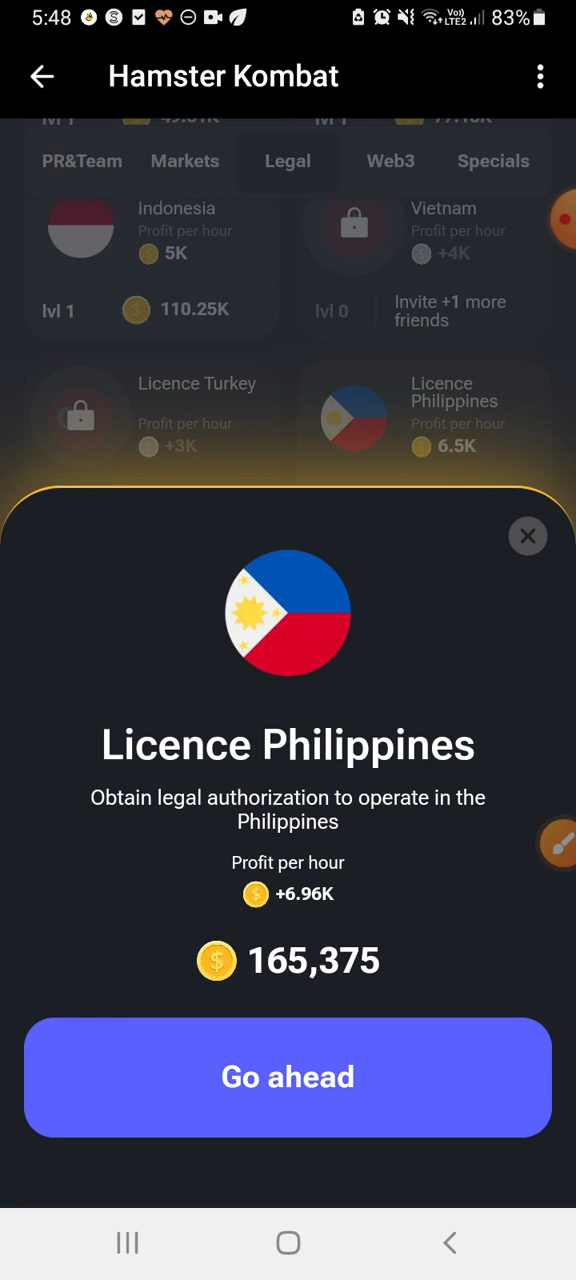 5:48
Vo))
LTE2
83%
Hamster Kombat
PR&Team
Markets
Legal
Web3
Specials
Indonesia
Profit per hour
5K
lvl 1
110.25K
Vietnam
Profit per hour
+4K
lvl 0
Invite +1 more
friends
Licence Turkey
Profit per hour
+3K
Licence
Philippines
Profit per hour
6.5K
Licence Philippines
Obtain legal authorization to operate in the
Philippines
Profit per hour
+6.96K
165,375
Go ahead